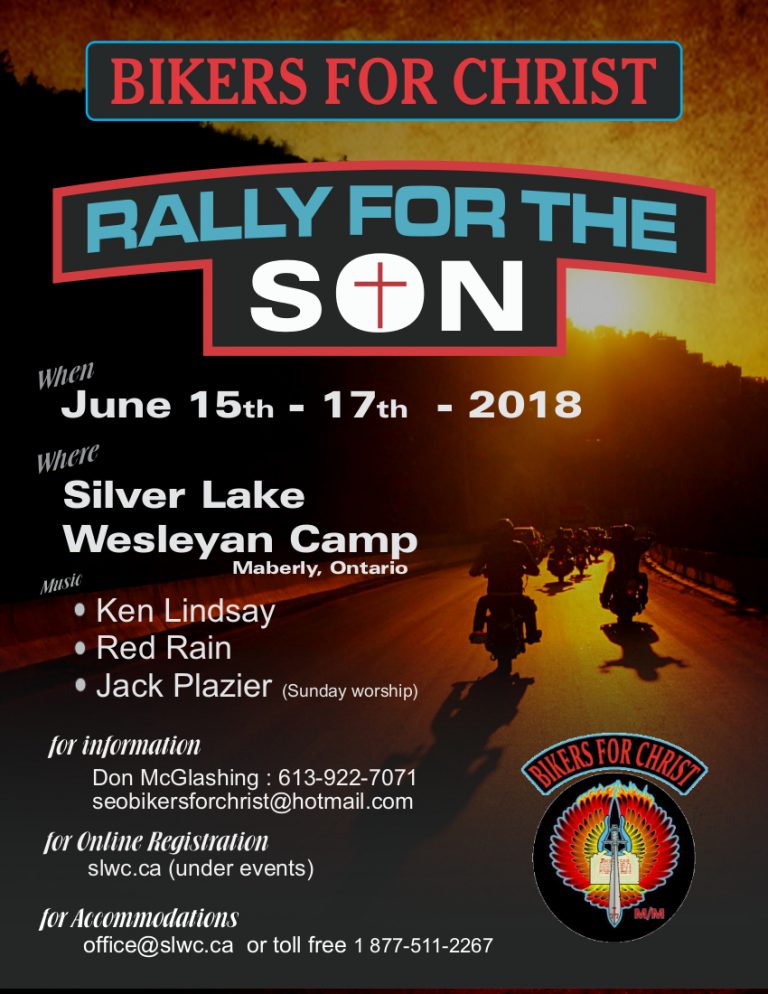 BIKERS FOR CHRIST
RALLY FOR THE
SON
When
June 15th - 17th - 2018
Where
Silver Lake
Wesleyan Camp
Maberly, Ontario
Music
• Ken Lindsay
• Red Rain
• Jack Plazier (Sunday worship)
for information
Don McGlashing : 613-922-7071
seobikersforchrist@hotmail.com
for Online Registration
slwc.ca (under events)
for Accommodations
office@slwc.ca or toll free 1 877-511-2267
BIKERS FOR CHRIST
M/M